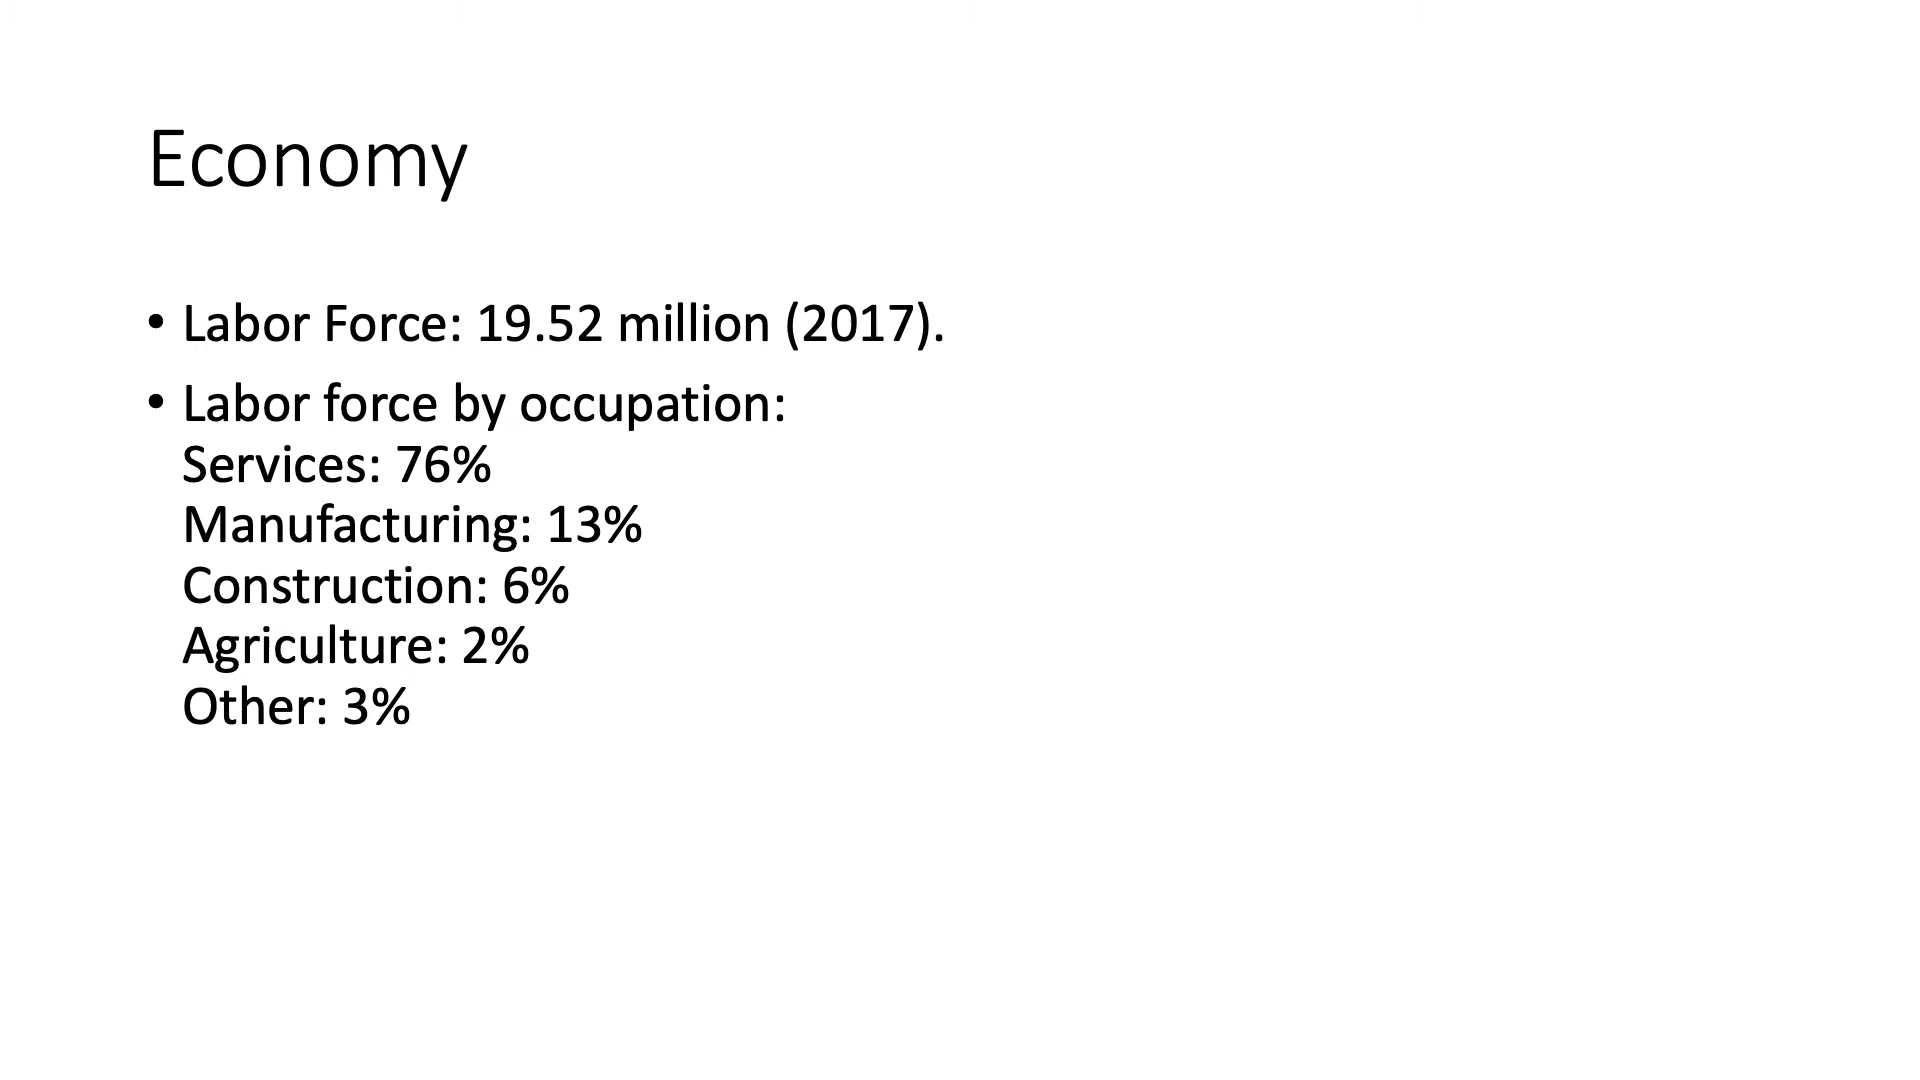 Economy
• Labor Force: 19.52 million (2017).
• Labor force by occupation:
Services: 76%
Manufacturing: 13%
Construction: 6%
Agriculture: 2%
Other: 3%